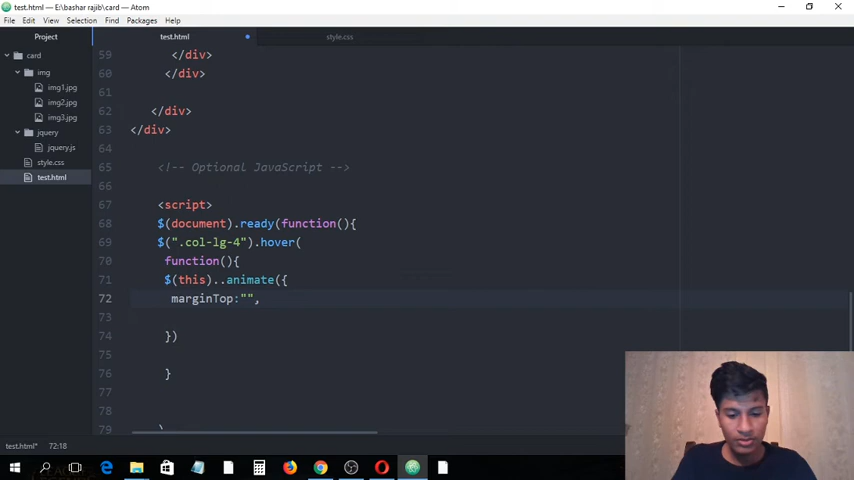 test.html — E:\bashar rajib\card — Atom
File Edit View Selection Find Packages Help
Project
test.html
style.css
card
img
img1.jpg
img2.jpg
img3.jpg
jquery
jquery.js
style.css
test.html
59 </div>
60 </div>
61
62 </div>
63 </div>
64
65 <!-- Optional JavaScript -->
66
67 <script>
68 $(document).ready(function(){
69 $(".col-lg-4").hover(
70 function(){
71 $(this)..animate({
72 marginTop:"",
73
74 })
75
76 }
77
78
79
test.html* 72:18